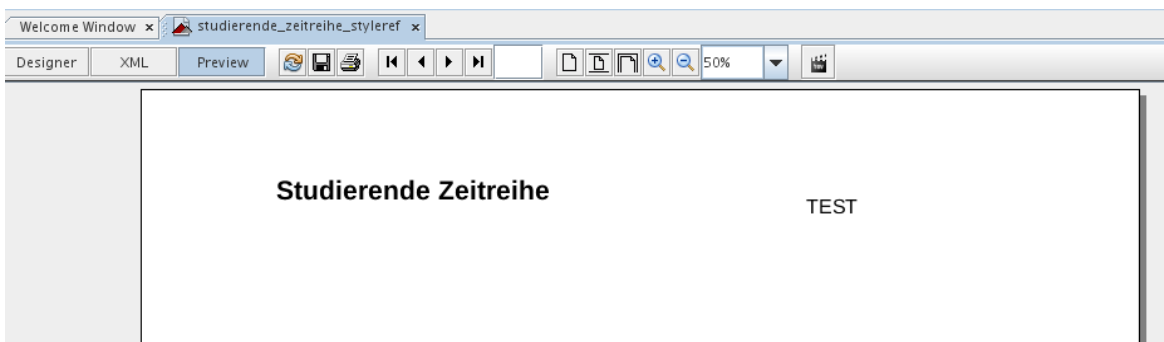 Welcome Window × studierende_zeitreihe_styleref ×
Designer XML Preview 50%
Studierende Zeitreihe
TEST